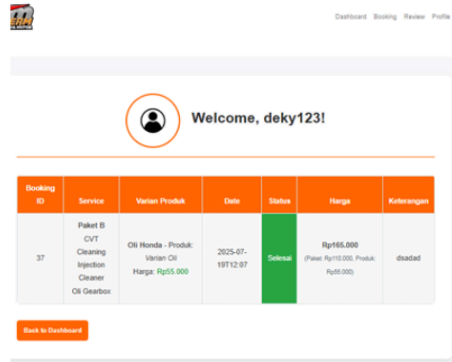 Dashboard Booking Review Profile
Welcome, deky123!
Booking ID Service Varian Produk Date Status Harga Keterangan
37
Paket B
CVT
Cleaning
Injection
Cleaner
Oli Gearbox
Oli Honda - Produk:
Varian Oli
Harga: Rp55.000
2025-07-
19T12:07
Selesai
Rp165.000
(Paket: Rp110.000, Produk:
Rp55.000)
dsadad
Back to Dashboard